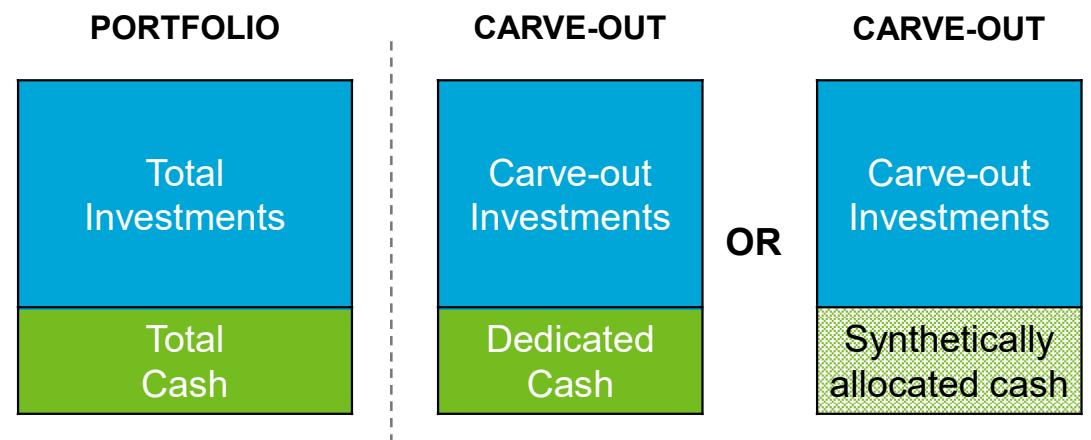 PORTFOLIO
CARVE-OUT
CARVE-OUT
Total
Investments
Total
Cash
Carve-out
Investments
Dedicated
Cash
OR
Carve-out
Investments
Synthetically
allocated cash